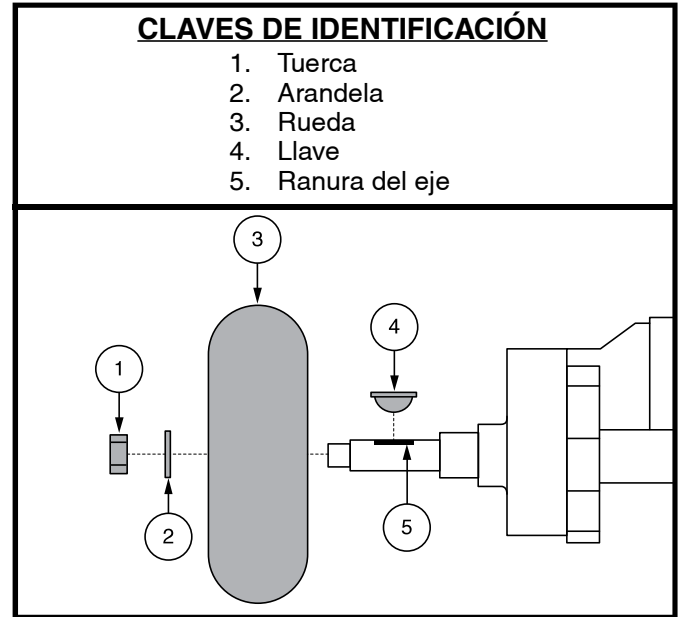 CLAVES DE IDENTIFICACIÓN
1. Tuerca
2. Arandela
3. Rueda
4. Llave
5. Ranura del eje
3
4
1
2
5